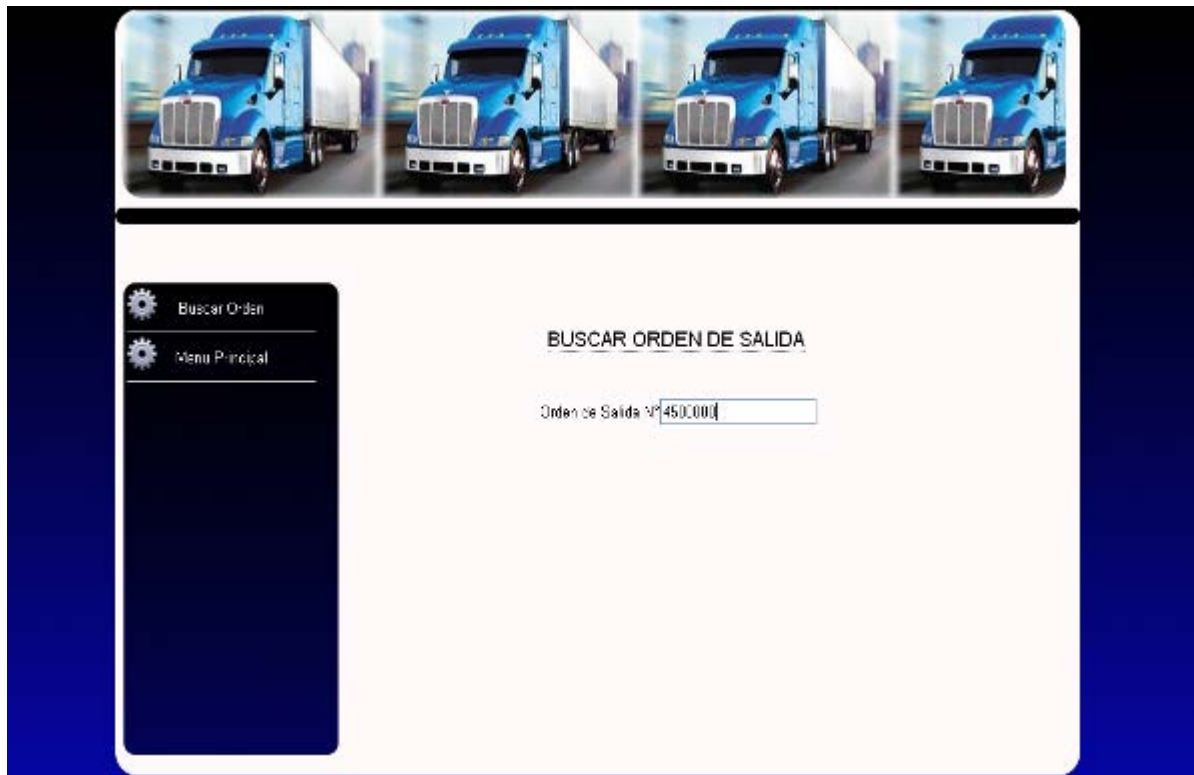 Buscar Orden
Menu Principal
BUSCAR ORDEN DE SALIDA
Orden de Salida N° 4500000